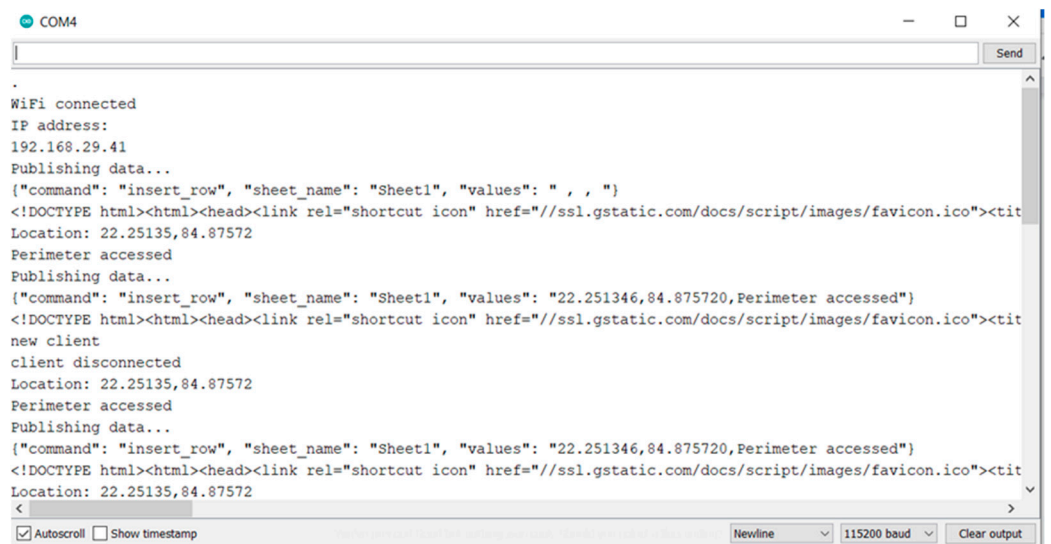 COM4
Send
.
WiFi connected
IP address:
192.168.29.41
Publishing data...
{"command": "insert_row", "sheet_name": "Sheet1", "values": " , , "}
<!DOCTYPE html><html><head><link rel="shortcut icon" href="//ssl.gstatic.com/docs/script/images/favicon.ico"><tit
Location: 22.25135,84.87572
Perimeter accessed
Publishing data...
{"command": "insert_row", "sheet_name": "Sheet1", "values": "22.251346,84.875720,Perimeter accessed"}
<!DOCTYPE html><html><head><link rel="shortcut icon" href="//ssl.gstatic.com/docs/script/images/favicon.ico"><tit
new client
client disconnected
Location: 22.25135,84.87572
Perimeter accessed
Publishing data...
{"command": "insert_row", "sheet_name": "Sheet1", "values": "22.251346,84.875720,Perimeter accessed"}
<!DOCTYPE html><html><head><link rel="shortcut icon" href="//ssl.gstatic.com/docs/script/images/favicon.ico"><tit
Location: 22.25135,84.87572
Autoscroll Show timestamp Newline 115200 baud Clear output